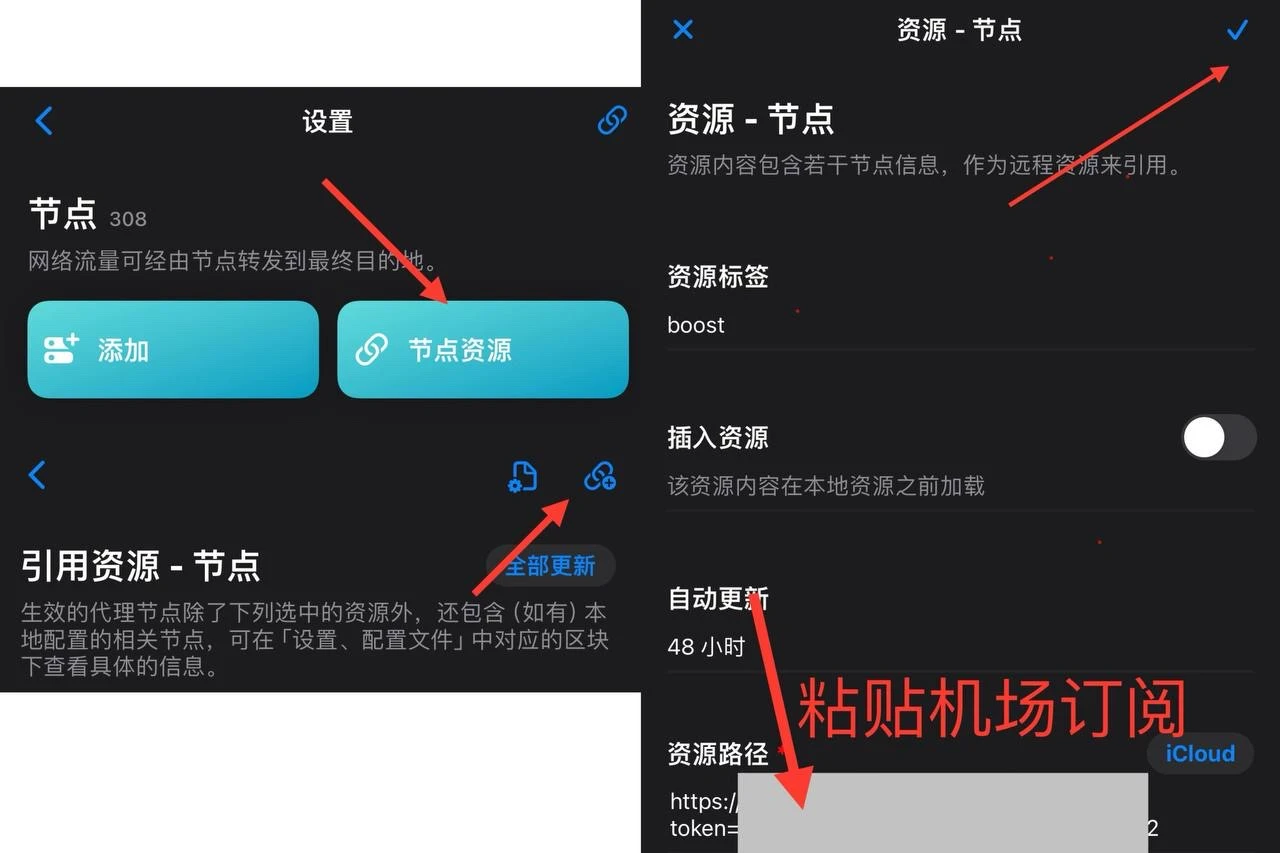 设置
节点 308
网络流量可经由节点转发到最终目的地。
添加
节点资源
引用资源 - 节点
全部更新
生效的代理节点除了下列选中的资源外，还包含（如有）本
地配置的相关节点，可在「设置、配置文件」中对应的区块
下查看具体的信息。
资源 - 节点
资源 - 节点
资源内容包含若干节点信息，作为远程资源来引用。
资源标签
boost
插入资源
该资源内容在本地资源之前加载
自动更新
48 小时
粘贴机场订阅
资源路径 *
iCloud
https:/
token= 2